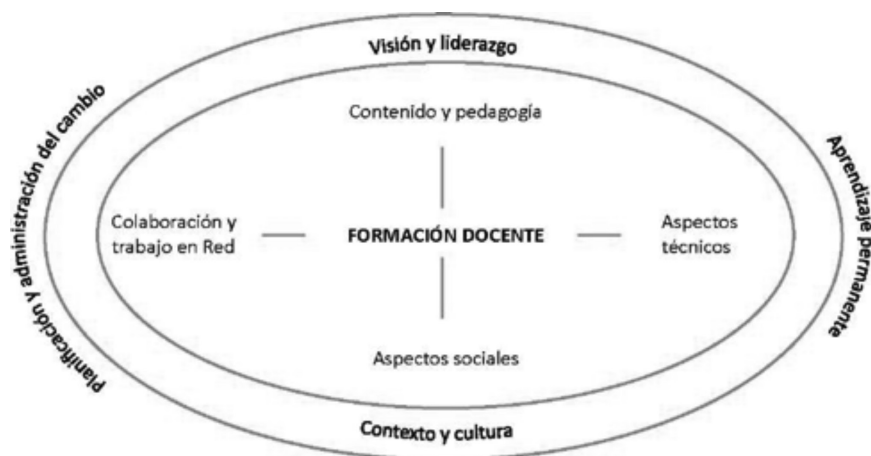 Visión y liderazgo
Planificación y administración del cambio
Aprendizaje permanente
Contenido y pedagogía
Colaboración y
trabajo en Red
FORMACIÓN DOCENTE
Aspectos
técnicos
Aspectos sociales
Contexto y cultura